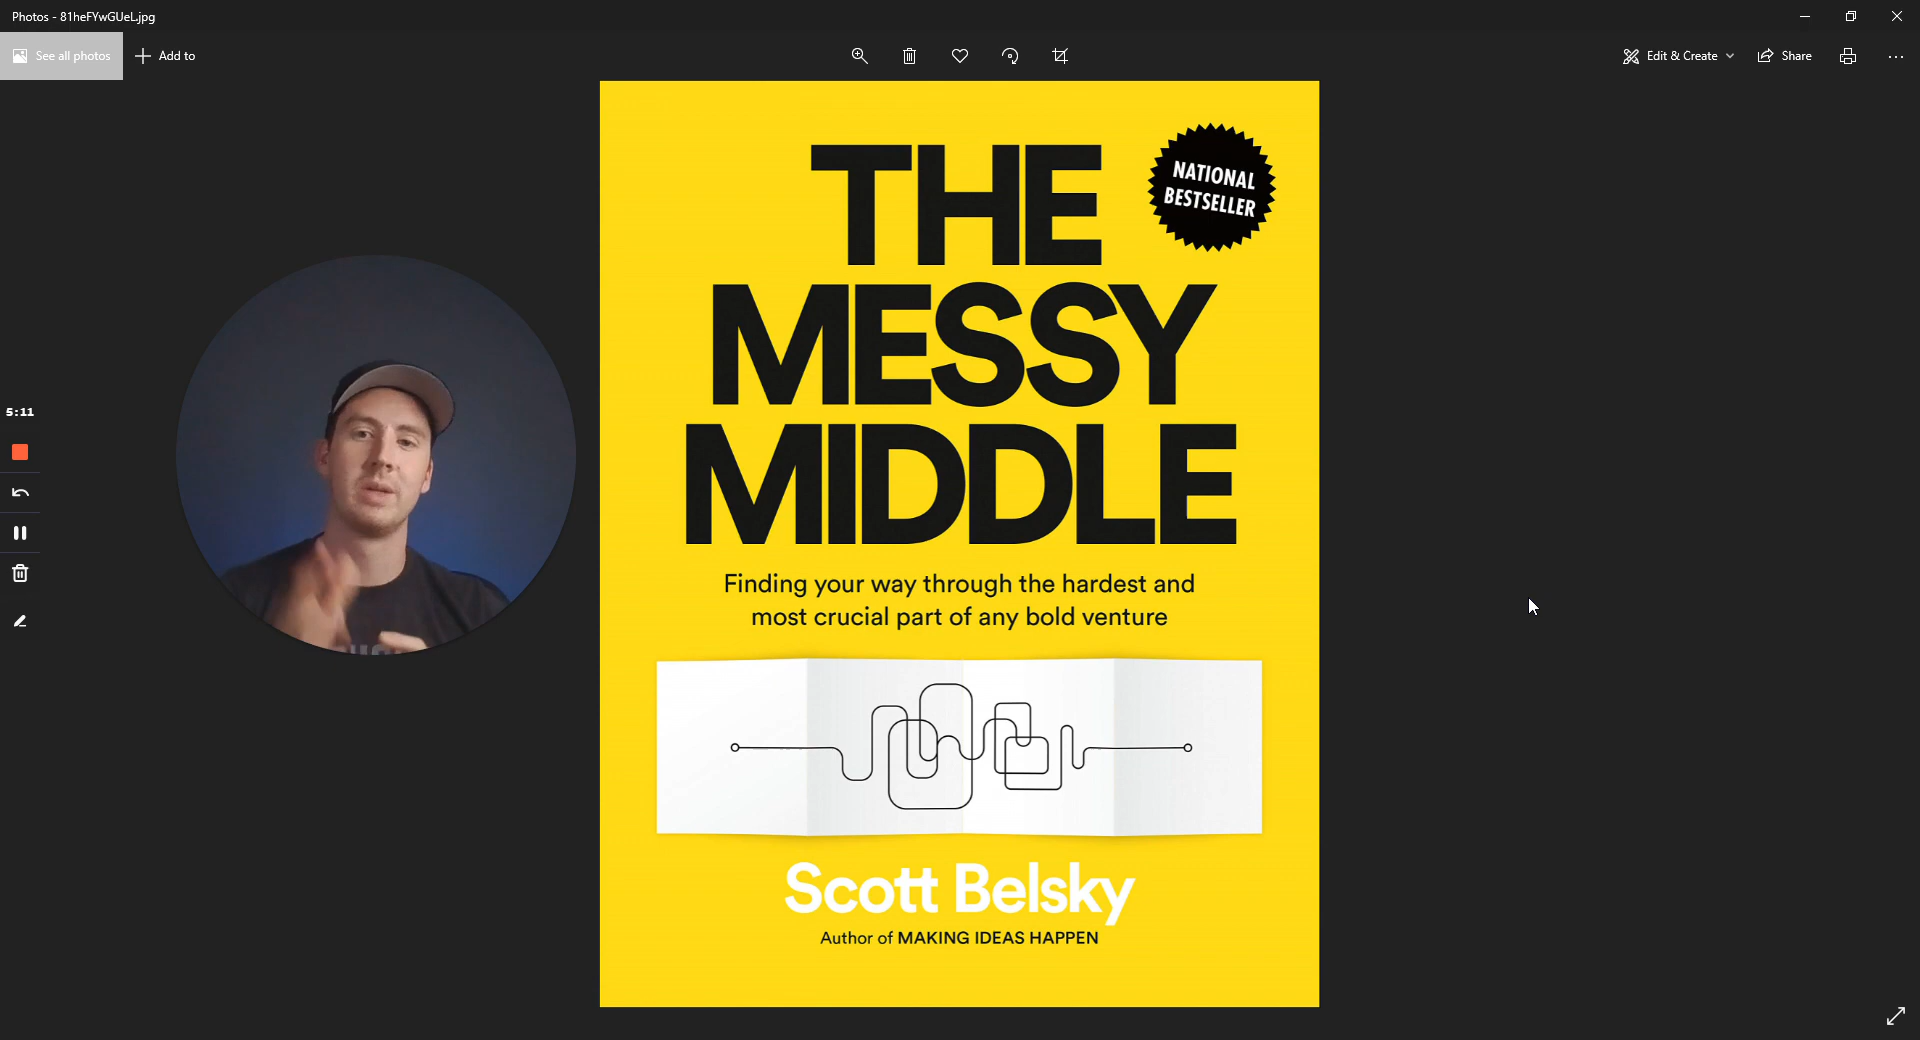 Photos - 81heFYwGUeL.jpg
See all photos
Add to
Edit & Create
Share
THE
MESSY
MIDDLE
NATIONAL
BESTSELLER
5:11
Finding your way through the hardest and
most crucial part of any bold venture
Scott Belsky
Author of MAKING IDEAS HAPPEN